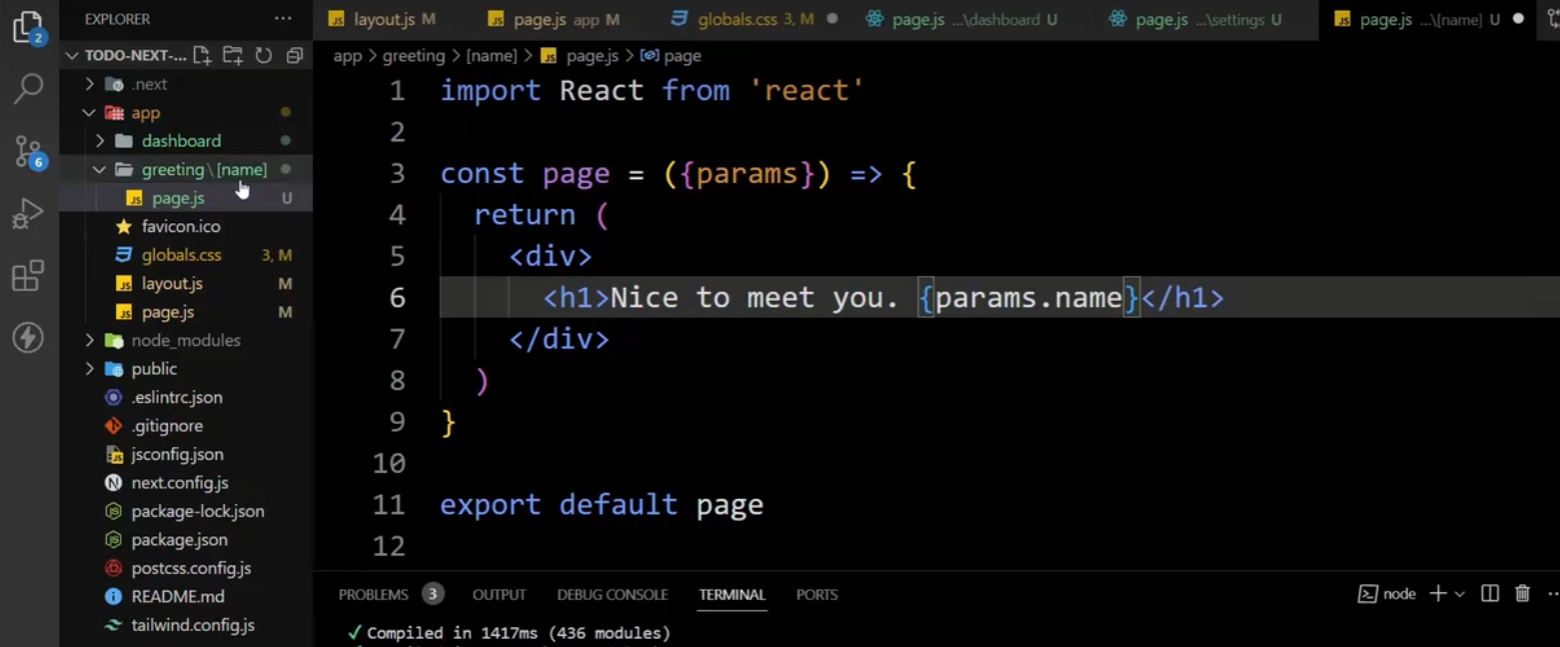 EXPLORER
TODO-NEXT-...
.next
app
dashboard
greeting\[name]
page.js U
favicon.ico
globals.css 3, M
layout.js M
page.js M
node_modules
public
.eslintrc.json
.gitignore
jsconfig.json
next.config.js
package-lock.json
package.json
postcss.config.js
README.md
tailwind.config.js
2
6
layout.js M page.js app M globals.css 3, M page.js ...\dashboard U page.js ...\settings U page.js ...\[name] U
app > greeting > [name] > page.js > page
1 import React from 'react'
2
3 const page = ({params}) => {
4 return (
5 <div>
6 <h1>Nice to meet you. {params.name}</h1>
7 </div>
8 )
9 }
10
11 export default page
12
PROBLEMS 3 OUTPUT DEBUG CONSOLE TERMINAL PORTS node
✓ Compiled in 1417ms (436 modules)